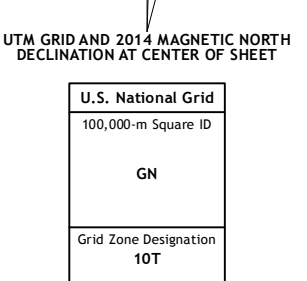 UTM GRID AND 2014 MAGNETIC NORTH
DECLINATION AT CENTER OF SHEET
U.S. National Grid
100,000-m Square ID
GN
Grid Zone Designation
10T